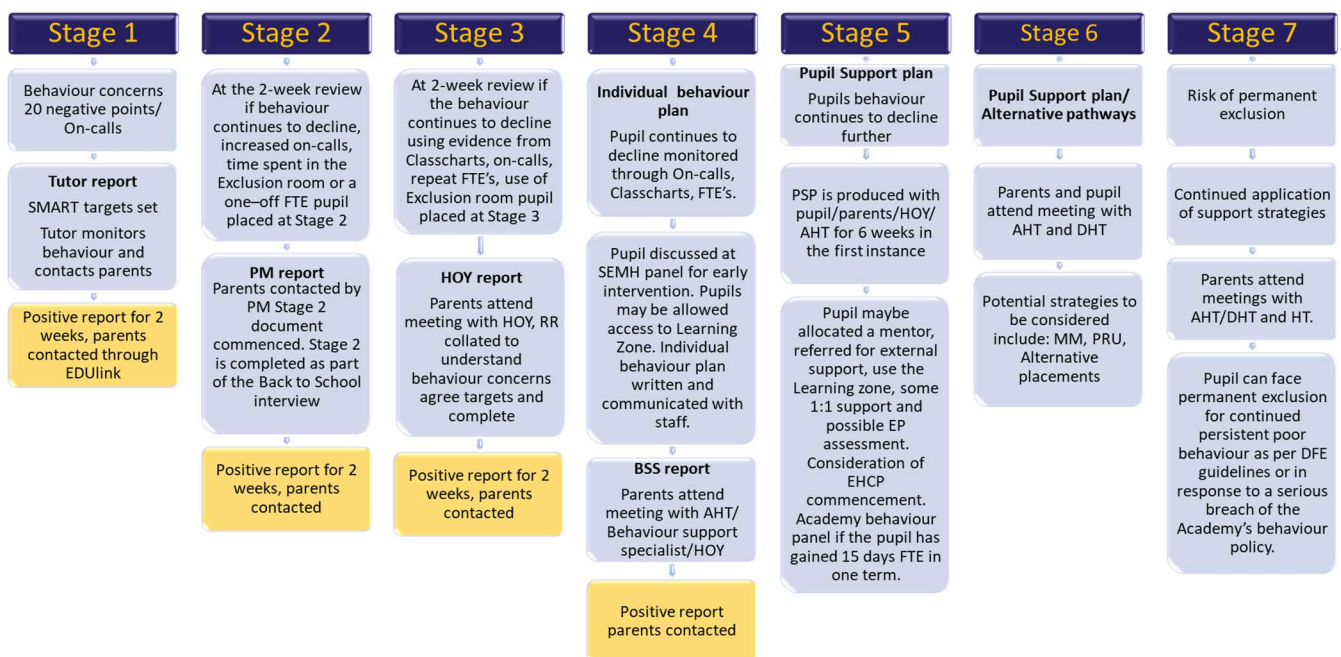 Stage 1
Behaviour concerns
20 negative points/
On-calls
Tutor report
SMART targets set
Tutor monitors
behaviour and
contacts parents
Positive report for 2
weeks, parents
contacted through
EDUlink
Stage 2
At the 2-week review
if behaviour
continues to decline,
increased on-calls,
time spent in the
Exclusion room or a
one–off FTE pupil
placed at Stage 2
PM report
Parents contacted by
PM Stage 2
document
commenced. Stage 2
is completed as part
of the Back to School
interview
Positive report for 2
weeks, parents
contacted
Stage 3
At 2-week review if
the behaviour
continues to decline
using evidence from
Classcharts, on-calls,
repeat FTE’s, use of
Exclusion room pupil
placed at Stage 3
HOY report
Parents attend
meeting with HOY, RR
collated to
understand
behaviour concerns
agree targets and
complete
Positive report for 2
weeks, parents
contacted
Stage 4
Individual behaviour
plan
Pupil continues to
decline monitored
through On-calls,
Classcharts, FTE’s.
Pupil discussed at
SEMH panel for early
intervention. Pupils
may be allowed
access to Learning
Zone. Individual
behaviour plan
written and
communicated with
staff.
BSS report
Parents attend
meeting with AHT/
Behaviour support
specialist/HOY
Positive report
parents contacted
Stage 5
Pupil Support plan
Pupils behaviour
continues to decline
further
PSP is produced with
pupil/parents/HOY/
AHT for 6 weeks in
the first instance
Pupil maybe
allocated a mentor,
referred for external
support, use the
Learning zone, some
1:1 support and
possible EP
assessment.
Consideration of
EHCP
commencement.
Academy behaviour
panel if the pupil has
gained 15 days FTE in
one term.
Stage 6
Pupil Support plan/
Alternative pathways
Parents and pupil
attend meeting with
AHT and DHT
Potential strategies to
be considered
include: MM, PRU,
Alternative
placements
Stage 7
Risk of permanent
exclusion
Continued application
of support strategies
Parents attend
meetings with
AHT/DHT and HT.
Pupil can face
permanent exclusion
for continued
persistent poor
behaviour as per DFE
guidelines or in
response to a serious
breach of the
Academy’s behaviour
policy.